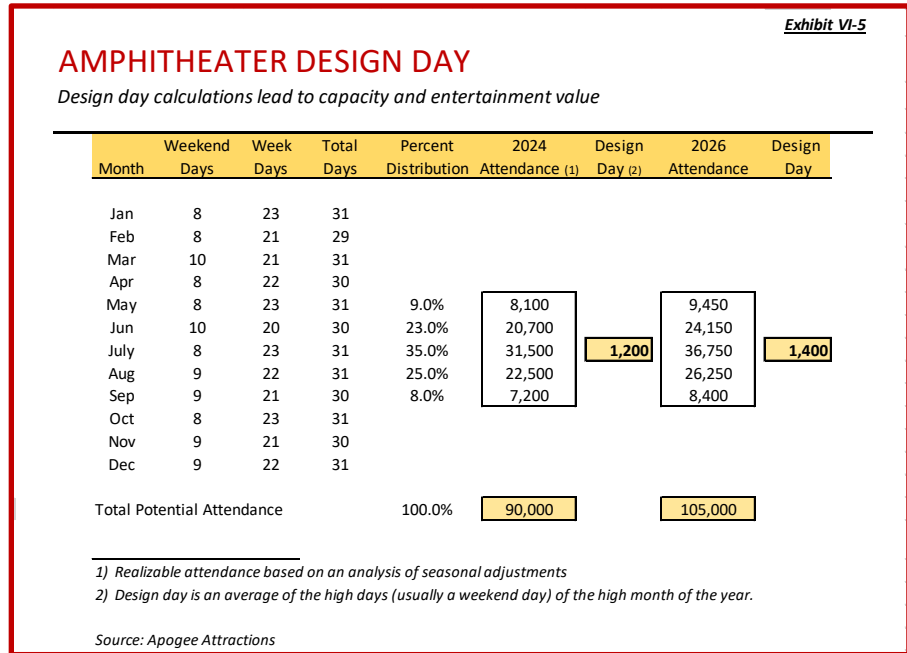 Exhibit VI-5
AMPHITHEATER DESIGN DAY
Design day calculations lead to capacity and entertainment value
Weekend Week Total Percent 2024 Design 2026 Design
Month Days Days Days Distribution Attendance (1) Day (2) Attendance Day
Jan 8 23 31
Feb 8 21 29
Mar 10 21 31
Apr 8 22 30
May 8 23 31 9.0% 8,100 9,450
Jun 10 20 30 23.0% 20,700 24,150
July 8 23 31 35.0% 31,500 1,200 36,750 1,400
Aug 9 22 31 25.0% 22,500 26,250
Sep 9 21 30 8.0% 7,200 8,400
Oct 8 23 31
Nov 9 21 30
Dec 9 22 31
Total Potential Attendance 100.0% 90,000 105,000
1) Realizable attendance based on an analysis of seasonal adjustments
2) Design day is an average of the high days (usually a weekend day) of the high month of the year.
Source: Apogee Attractions